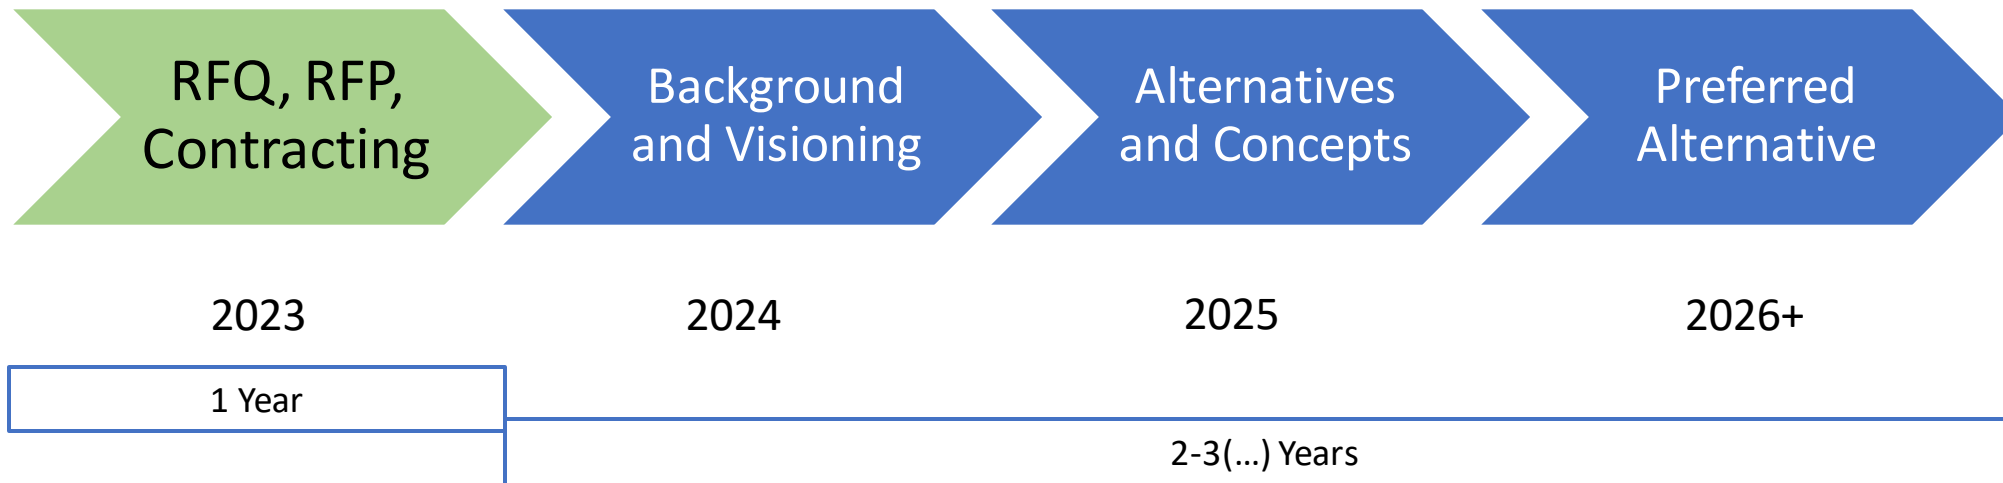 RFQ, RFP,
Contracting
Background
and Visioning
Alternatives
and Concepts
Preferred
Alternative
2023
2024
2025
2026+
1 Year
2-3(...) Years